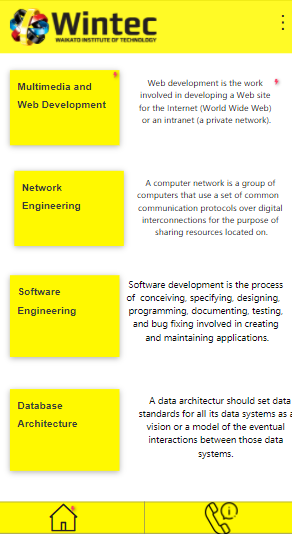 Wintec
WAIKATO INSTITUTE OF TECHNOLOGY
Multimedia and
Web Development
Web development is the work
involved in developing a Web site
for the Internet (World Wide Web)
or an intranet (a private network).
Network
Engineering
A computer network is a group of
computers that use a set of common
communication protocols over digital
interconnections for the purpose of
sharing resources located on.
Software
Engineering
Software development is the process
of conceiving, specifying, designing,
programming, documenting, testing,
and bug fixing involved in creating
and maintaining applications.
Database
Architecture
A data architectur should set data
standards for all its data systems as a
vision or a model of the eventual
interactions between those data
systems.